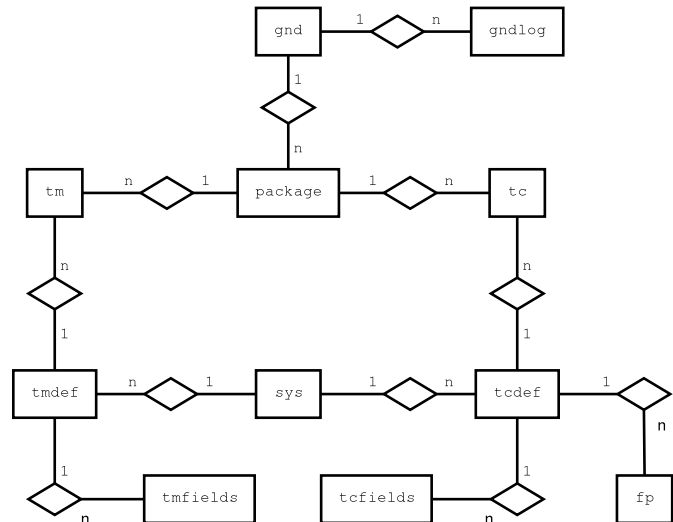 gnd 1 n gndlog
1
n
tm n 1 package 1 n tc
n n
1 1
tmdef n 1 sys 1 n tcdef 1
n
1 1
tmfields tcfields fp
n n